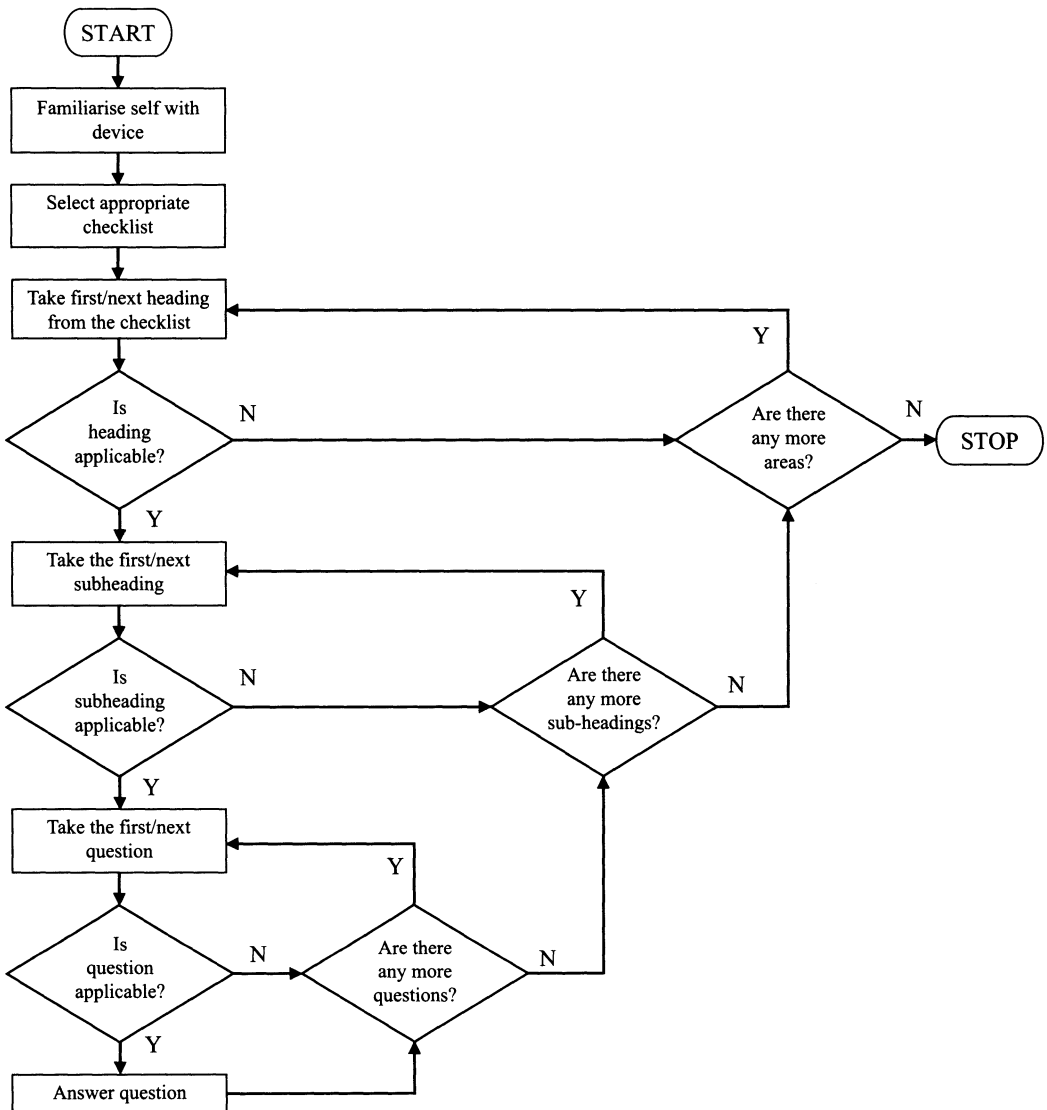 START
Familiarise self with
device
Select appropriate
checklist
Take first/next heading
from the checklist
Y
Is
heading
applicable?
N
Are there
any more
areas?
N
STOP
Y
Take the first/next
subheading
Y
Is
subheading
applicable?
N
Are there
any more
sub-headings?
N
Y
Take the first/next
question
Y
Is
question
applicable?
N
Are there
any more
questions?
N
Y
Answer question